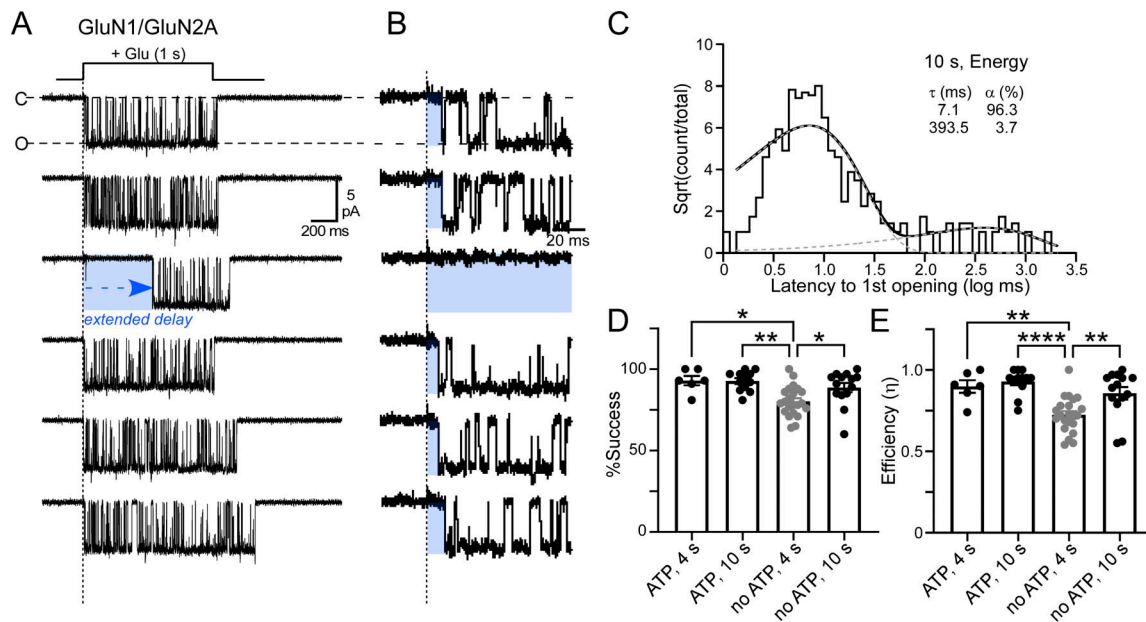 A
GluN1/GluN2A
+ Glu (1 s)
C
O
5
pA
200 ms
extended delay
B
20 ms
C
10 s, Energy
τ (ms) α (%)
7.1 96.3
393.5 3.7
Sqrt(count/total)
10
8
6
4
2
0
0 0.5 1.0 1.5 2.0 2.5 3.0 3.5
Latency to 1st opening (log ms)
D
* ** *
%Success
100
50
0
ATP, 4 s
ATP, 10 s
no ATP, 4 s
no ATP, 10 s
E
** **** **
Efficiency (η)
1.0
0.5
0
ATP, 4 s
ATP, 10 s
no ATP, 4 s
no ATP, 10 s